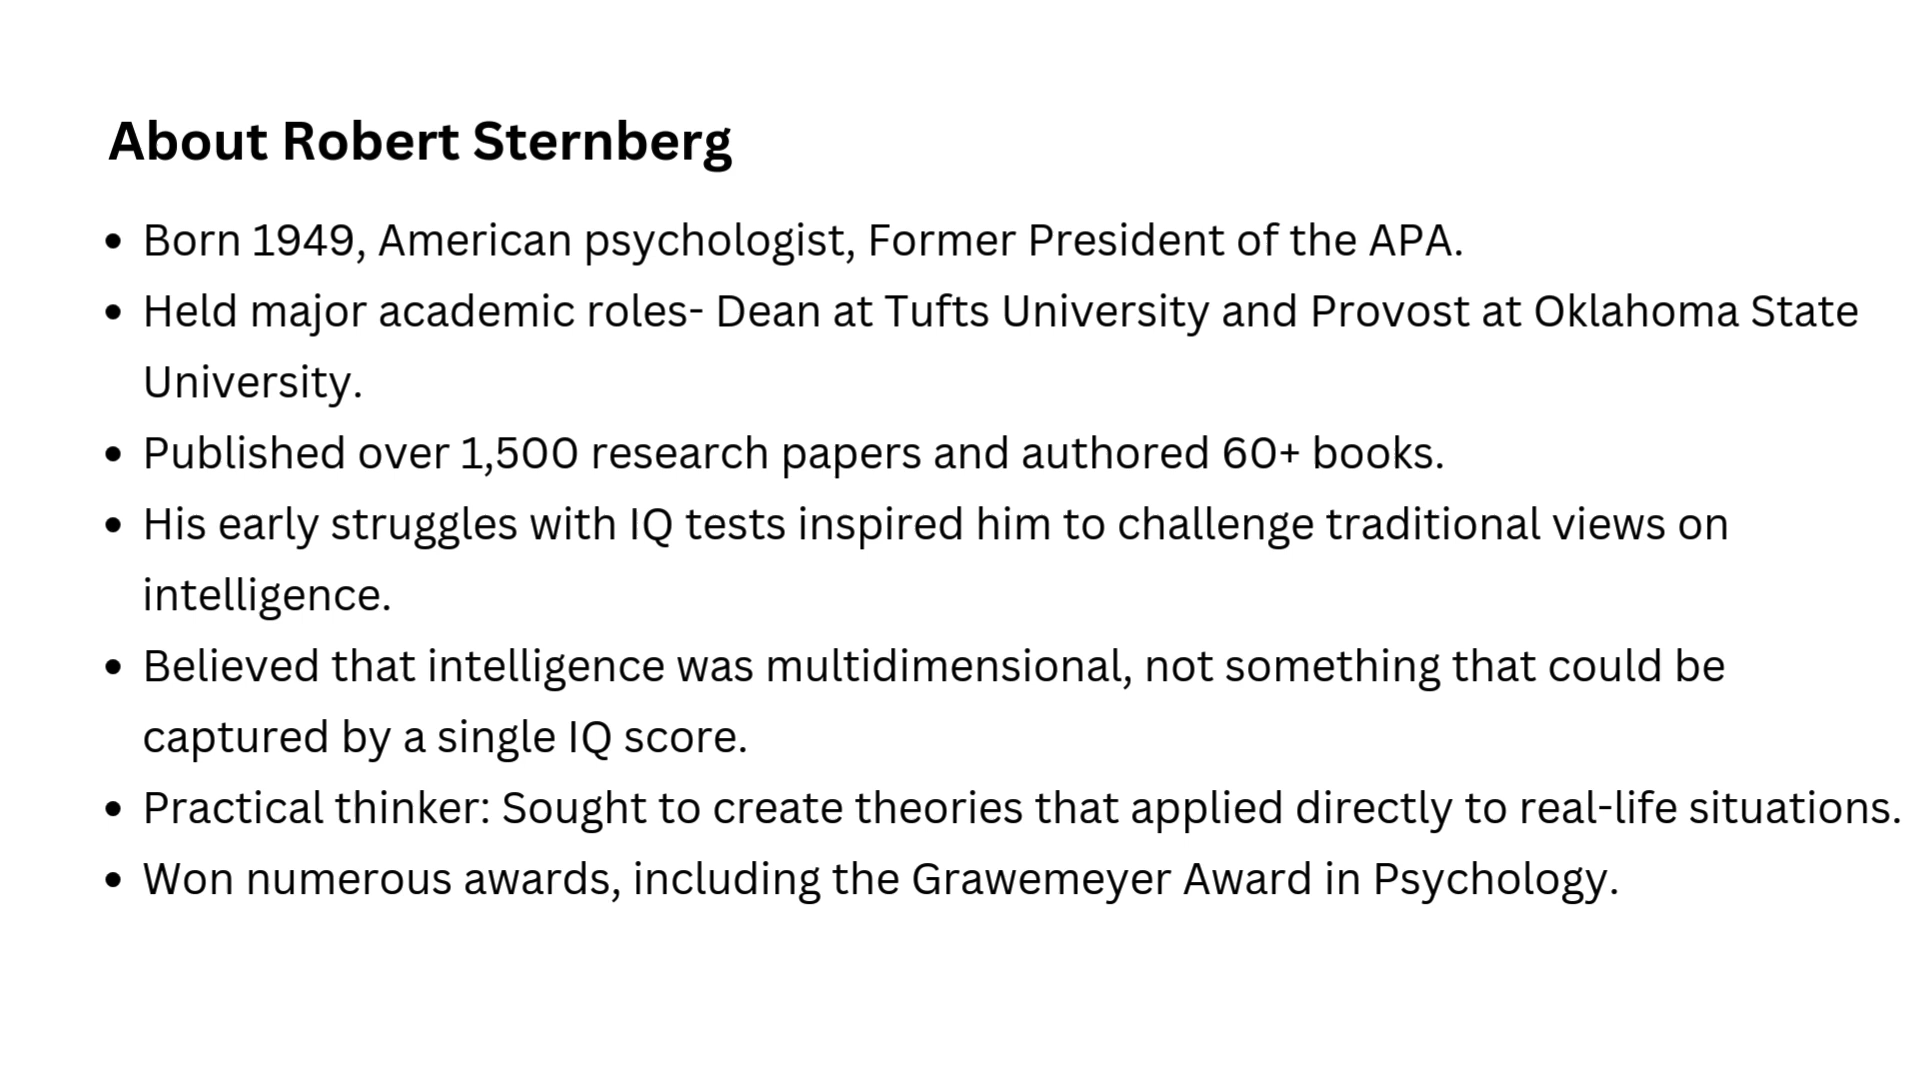 About Robert Sternberg
• Born 1949, American psychologist, Former President of the APA.
• Held major academic roles- Dean at Tufts University and Provost at Oklahoma State
University.
• Published over 1,500 research papers and authored 60+ books.
• His early struggles with IQ tests inspired him to challenge traditional views on
intelligence.
• Believed that intelligence was multidimensional, not something that could be
captured by a single IQ score.
• Practical thinker: Sought to create theories that applied directly to real-life situations.
• Won numerous awards, including the Grawemeyer Award in Psychology.